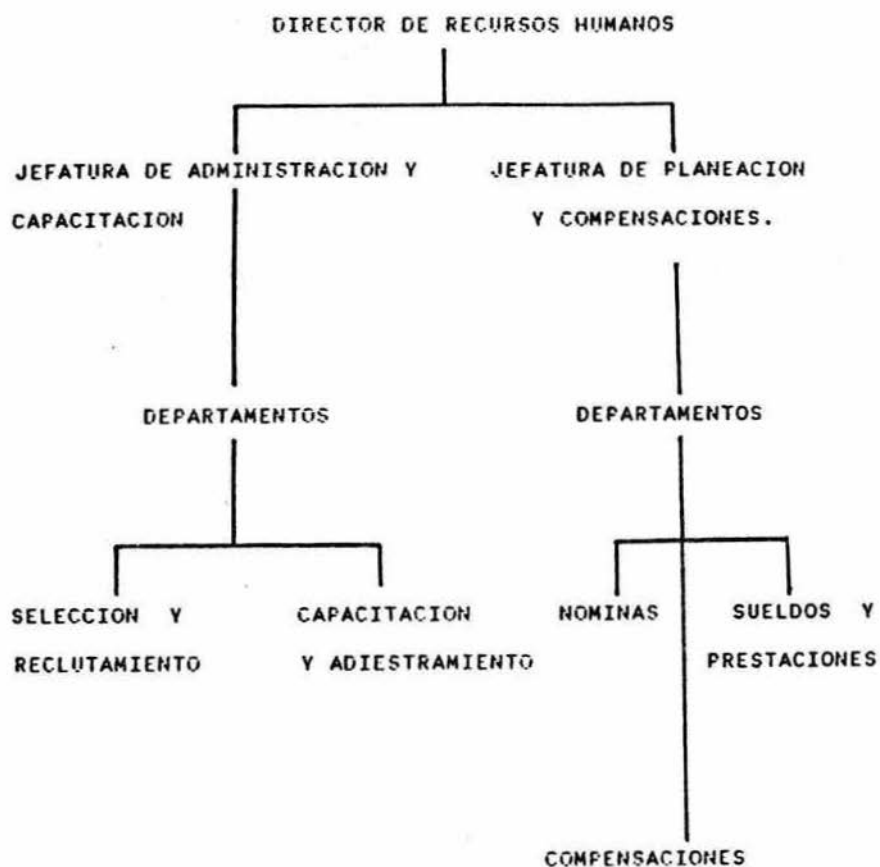 DIRECTOR DE RECURSOS HUMANOS
JEFATURA DE ADMINISTRACION Y
CAPACITACION
JEFATURA DE PLANEACION
Y COMPENSACIONES.
DEPARTAMENTOS
DEPARTAMENTOS
SELECCION Y
RECLUTAMIENTO
CAPACITACION
Y ADIESTRAMIENTO
NOMINAS
SUELDOS Y
PRESTACIONES
COMPENSACIONES